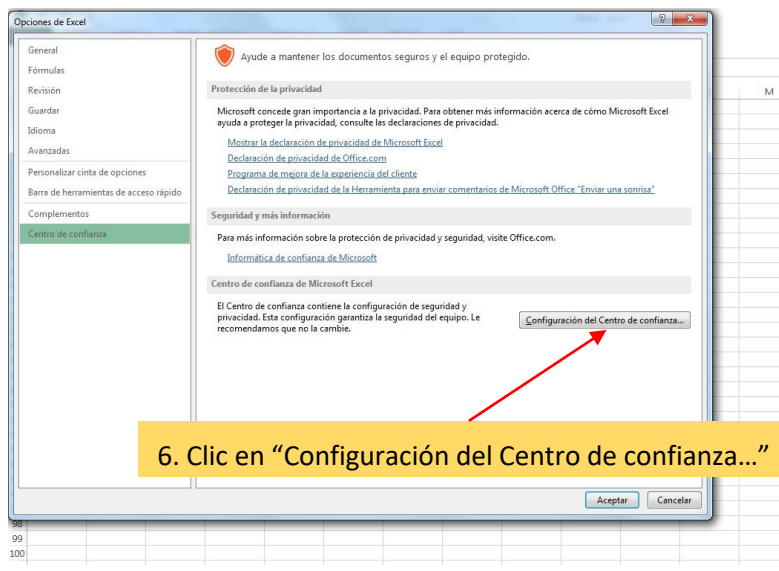 Opciones de Excel
General
Fórmulas
Revisión
Guardar
Idioma
Avanzadas
Personalizar cinta de opciones
Barra de herramientas de acceso rápido
Complementos
Centro de confianza
Ayude a mantener los documentos seguros y el equipo protegido.
Protección de la privacidad
Microsoft concede gran importancia a la privacidad. Para obtener más información acerca de cómo Microsoft Excel
ayuda a proteger la privacidad, consulte las declaraciones de privacidad.
Mostrar la declaración de privacidad de Microsoft Excel
Declaración de privacidad de Office.com
Programa de mejora de la experiencia del cliente
Declaración de privacidad de la Herramienta para enviar comentarios de Microsoft Office "Enviar una sonrisa"
Seguridad y más información
Para más información sobre la protección de privacidad y seguridad, visite Office.com.
Informática de confianza de Microsoft
Centro de confianza de Microsoft Excel
El Centro de confianza contiene la configuración de seguridad y
privacidad. Esta configuración garantiza la seguridad del equipo. Le
recomendamos que no la cambie.
Configuración del Centro de confianza...
6. Clic en “Configuración del Centro de confianza…”
Aceptar
Cancelar
M
98
99
100